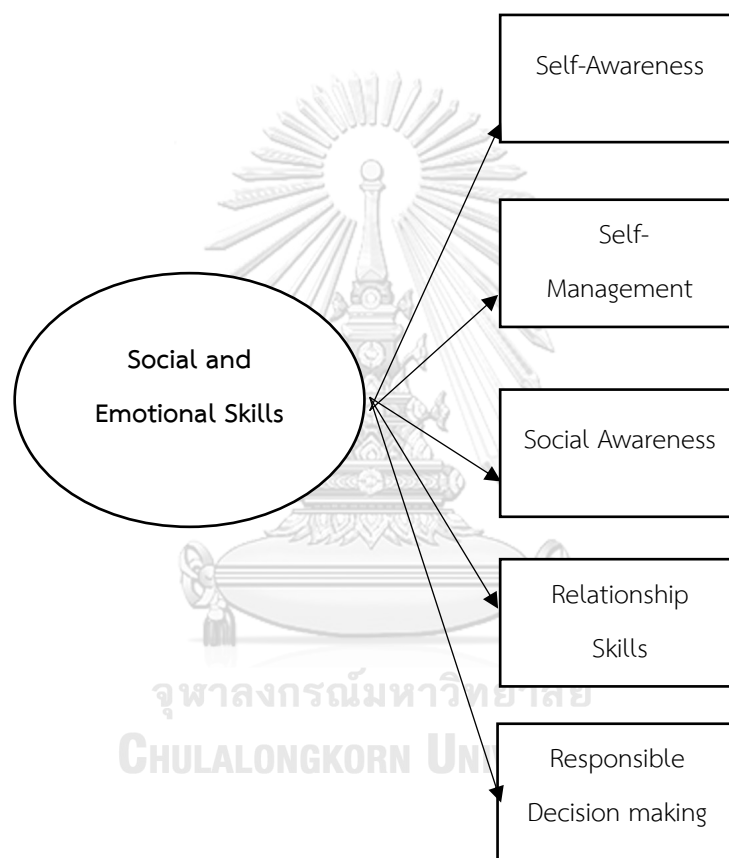 Self-Awareness
Self-
Management
Social and
Emotional Skills
Social Awareness
Relationship
Skills
จุฬาลงกรณ์มหาวิทยาลัย
CHULALONGKORN UNI
Responsible
Decision making